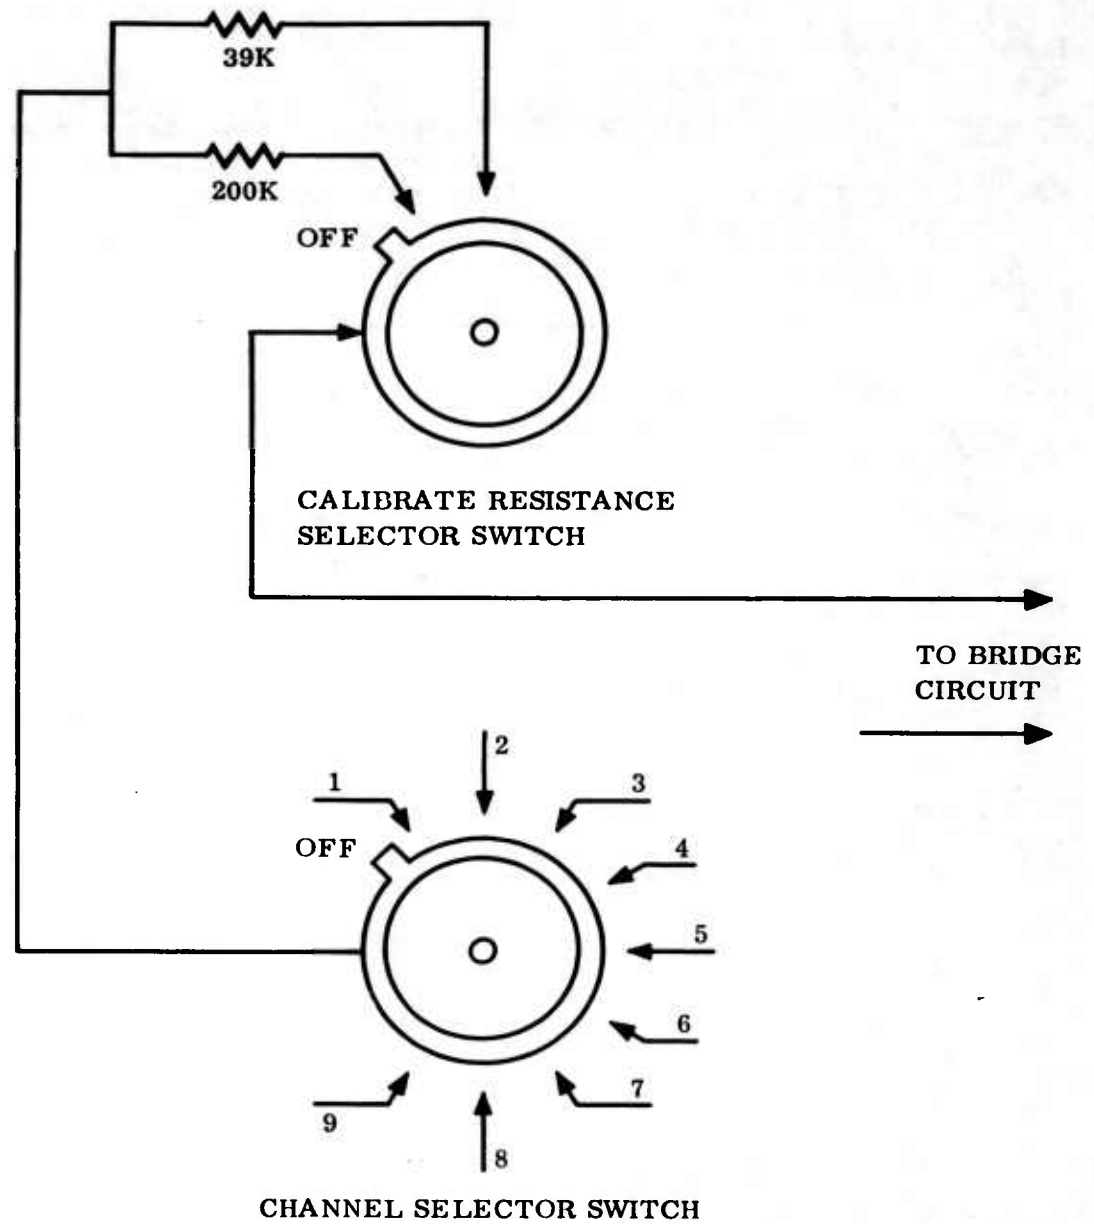 39K
200K
OFF
CALIBRATE RESISTANCE
SELECTOR SWITCH
TO BRIDGE
CIRCUIT
2
1
3
OFF
4
5
6
7
9
8
CHANNEL SELECTOR SWITCH